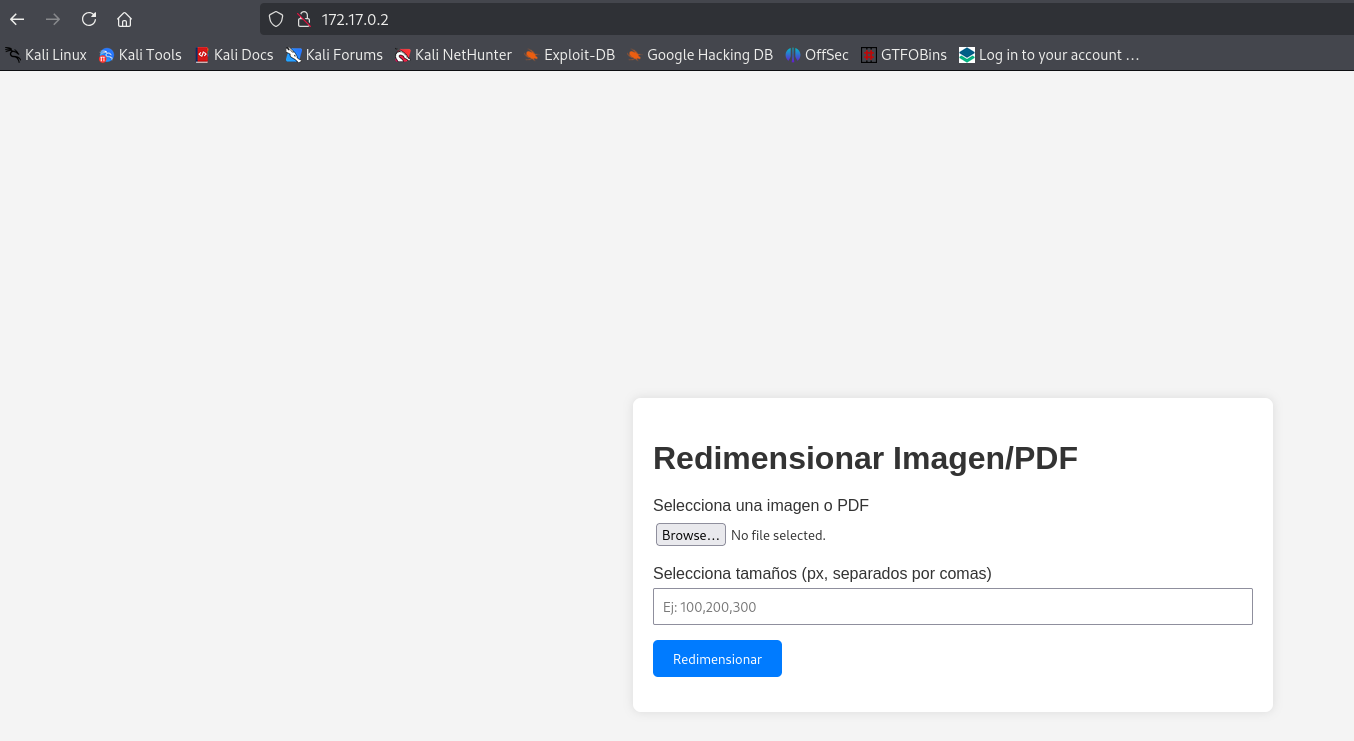 172.17.0.2
Kali Linux Kali Tools Kali Docs Kali Forums Kali NetHunter Exploit-DB Google Hacking DB OffSec GTFOBins Log in to your account …
Redimensionar Imagen/PDF
Selecciona una imagen o PDF
Browse... No file selected.
Selecciona tamaños (px, separados por comas)
Ej: 100,200,300
Redimensionar